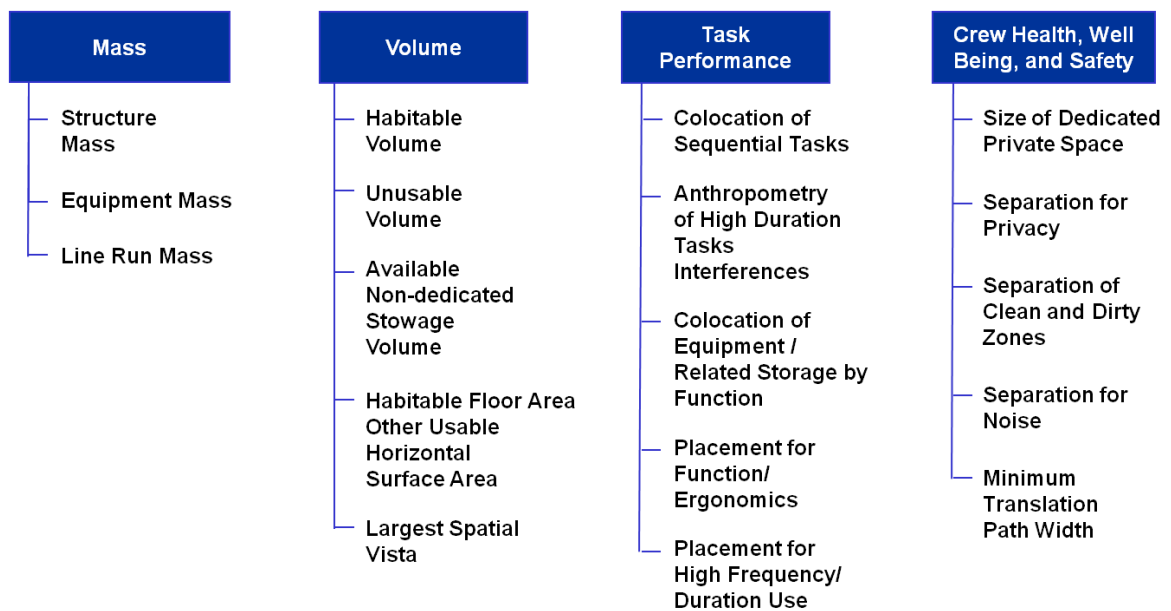 Mass
Structure
Mass
Equipment Mass
Line Run Mass
Volume
Habitable
Volume
Unusable
Volume
Available
Non-dedicated
Stowage
Volume
Habitable Floor Area
Other Usable
Horizontal
Surface Area
Largest Spatial
Vista
Task
Performance
Colocation of
Sequential Tasks
Anthropometry
of High Duration
Tasks
Interferences
Colocation of
Equipment /
Related Storage by
Function
Placement for
Function/
Ergonomics
Placement for
High Frequency/
Duration Use
Crew Health, Well
Being, and Safety
Size of Dedicated
Private Space
Separation for
Privacy
Separation of
Clean and Dirty
Zones
Separation for
Noise
Minimum
Translation
Path Width